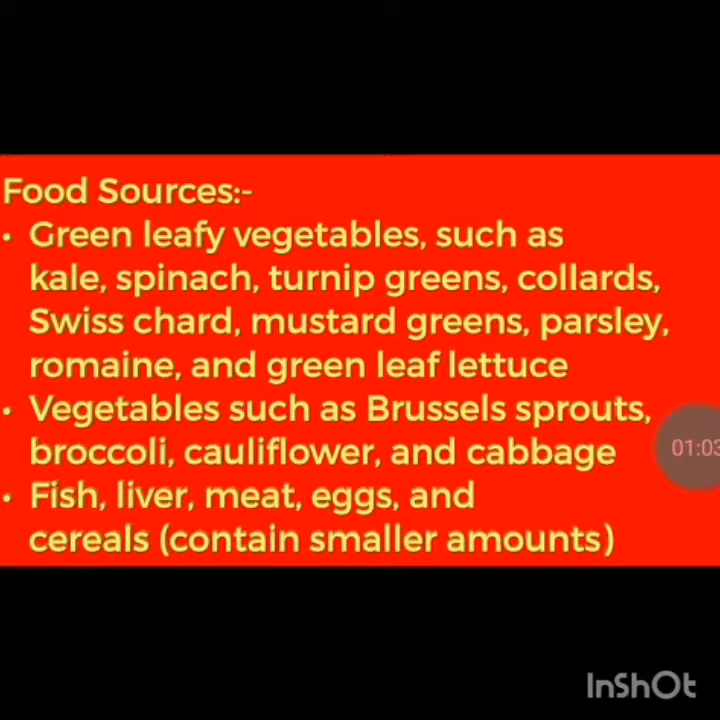 Food Sources:-
• Green leafy vegetables, such as
kale, spinach, turnip greens, collards,
Swiss chard, mustard greens, parsley,
romaine, and green leaf lettuce
• Vegetables such as Brussels sprouts,
broccoli, cauliflower, and cabbage
01:03
• Fish, liver, meat, eggs, and
cereals (contain smaller amounts)
InShOt